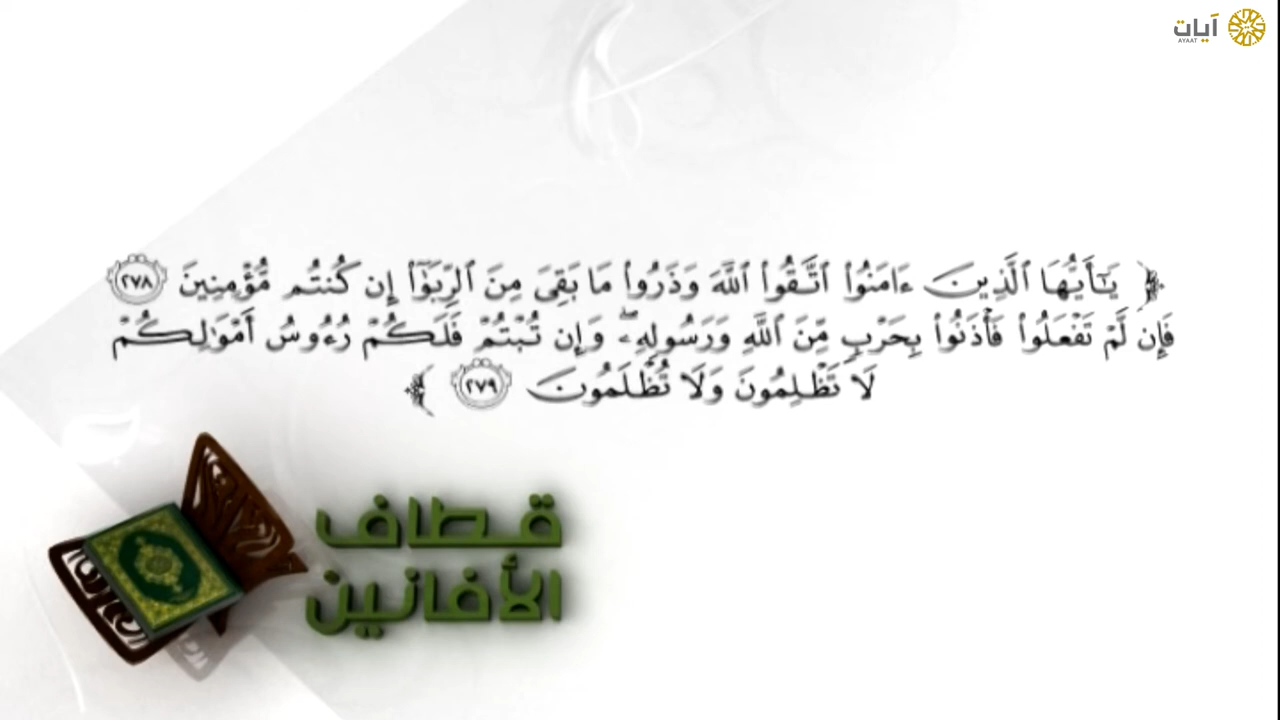 آيات
AYAAT
﴿ يَٰٓأَيُّهَا ٱلَّذِينَ ءَامَنُوا۟ ٱتَّقُوا۟ ٱللَّهَ وَذَرُوا۟ مَا بَقِىَ مِنَ ٱلرِّبَوٰٓا۟ إِن كُنتُم مُّؤْمِنِينَ ٢٧٨
فَإِن لَّمْ تَفْعَلُوا۟ فَأْذَنُوا۟ بِحَرْبٍ مِّنَ ٱللَّهِ وَرَسُولِهِۦ ۖ وَإِن تُبْتُمْ فَلَكُمْ رُءُوسُ أَمْوَٰلِكُمْ
لَا تَظْلِمُونَ وَلَا تُظْلَمُونَ ٢٧٩ ﴾
قطاف
الأفانين